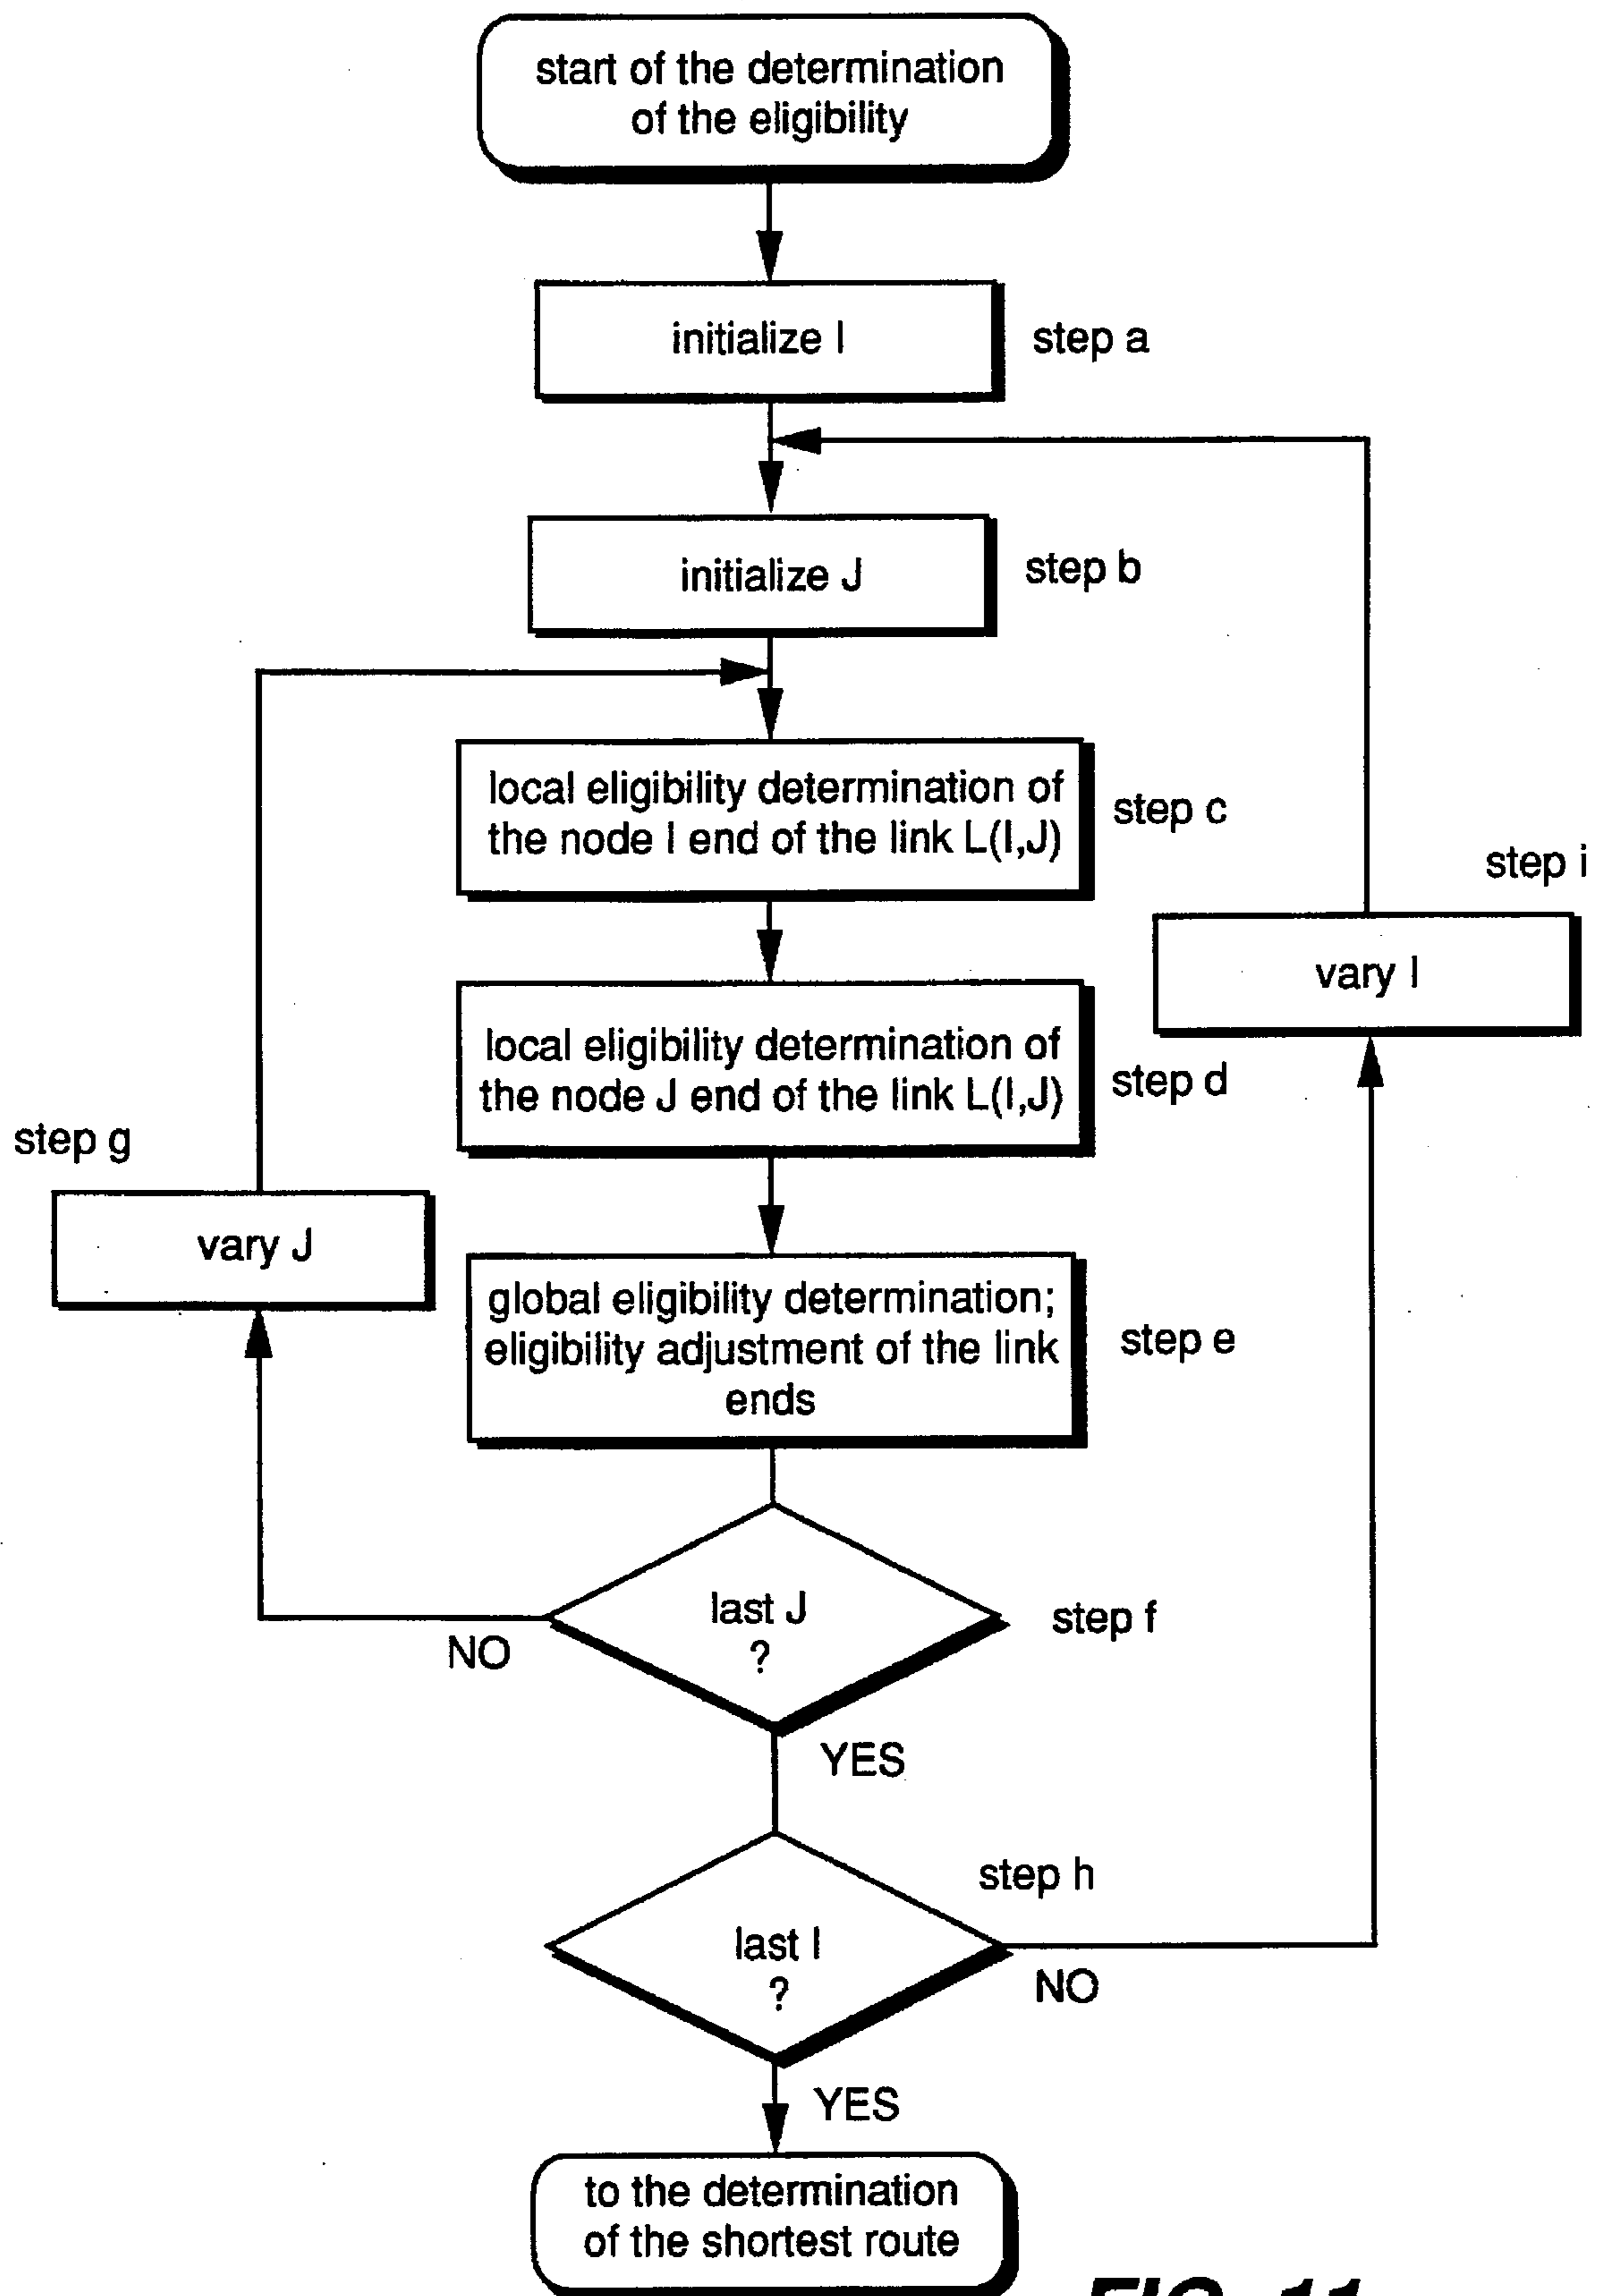 start of the determination
of the eligibility
initialize I
step a
initialize J
step b
local eligibility determination of
the node I end of the link L(I,J)
step c
step i
vary I
local eligibility determination of
the node J end of the link L(I,J)
step d
step g
vary J
global eligibility determination;
eligibility adjustment of the link
ends
step e
last J
?
step f
NO
YES
step h
last I
?
NO
YES
to the determination
of the shortest route
FIG. 11